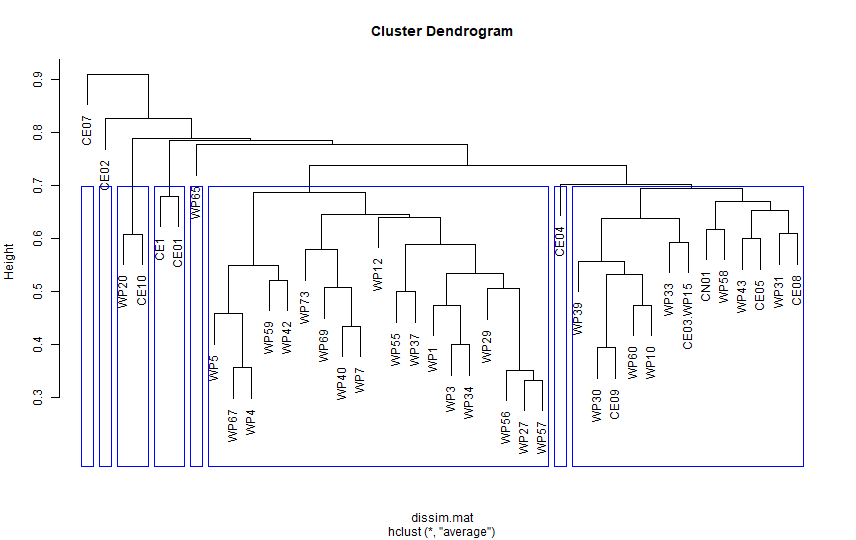 Cluster Dendrogram
Height
0.9
0.8
0.7
0.6
0.5
0.4
0.3
CE07
CE02
WP20
CE10
CE1
CE01
WP65
WP5
WP67
WP4
WP59
WP42
WP73
WP69
WP40
WP7
WP12
WP55
WP37
WP1
WP3
WP34
WP29
WP56
WP27
WP57
CE04
WP39
WP30
CE09
WP60
WP10
WP33
CE03.WP15
CN01
WP58
WP43
CE05
WP31
CE08
dissim.mat
hclust (*, "average")